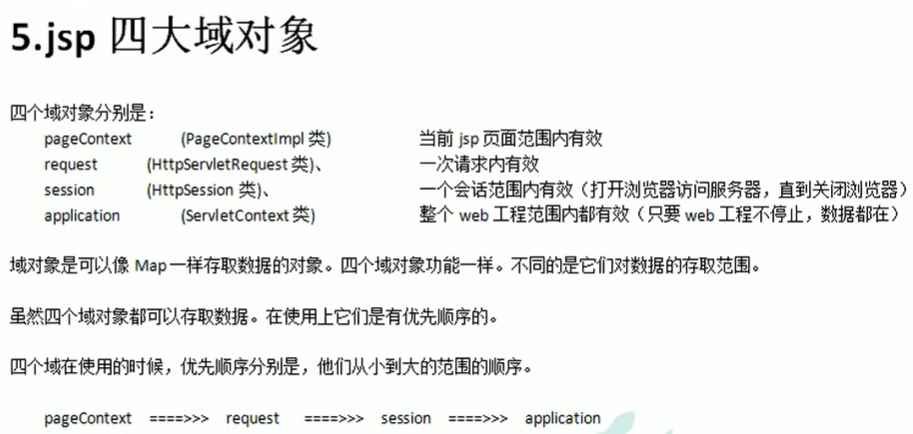 5.jsp 四大域对象
四个域对象分别是：
pageContext (PageContextImpl 类) 当前 jsp 页面范围内有效
request (HttpServletRequest 类)、 一次请求内有效
session (HttpSession 类)、 一个会话范围内有效（打开浏览器访问服务器，直到关闭浏览器）
application (ServletContext 类) 整个 web 工程范围内都有效（只要 web 工程不停止，数据都在）
域对象是可以像 Map 一样存取数据的对象。四个域对象功能一样。不同的是它们对数据的存取范围。
虽然四个域对象都可以存取数据。在使用上它们是有优先顺序的。
四个域在使用的时候，优先顺序分别是，他们从小到大的范围的顺序。
pageContext ====>>> request ====>>> session ====>>> application